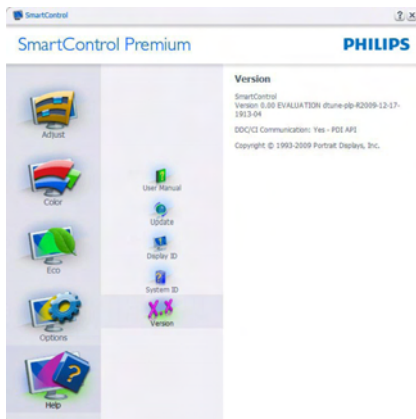 SmartControl
SmartControl Premium
PHILIPS
Adjust
Color
Eco
Options
Help
User Manual
Update
Display ID
System ID
Version
Version
SmartControl
Version 0.00 EVALUATION dtune-plp-R2009-12-17-
1913-04
DDC/CI Communication: Yes - PDI API
Copyright © 1993-2009 Portrait Displays, Inc.